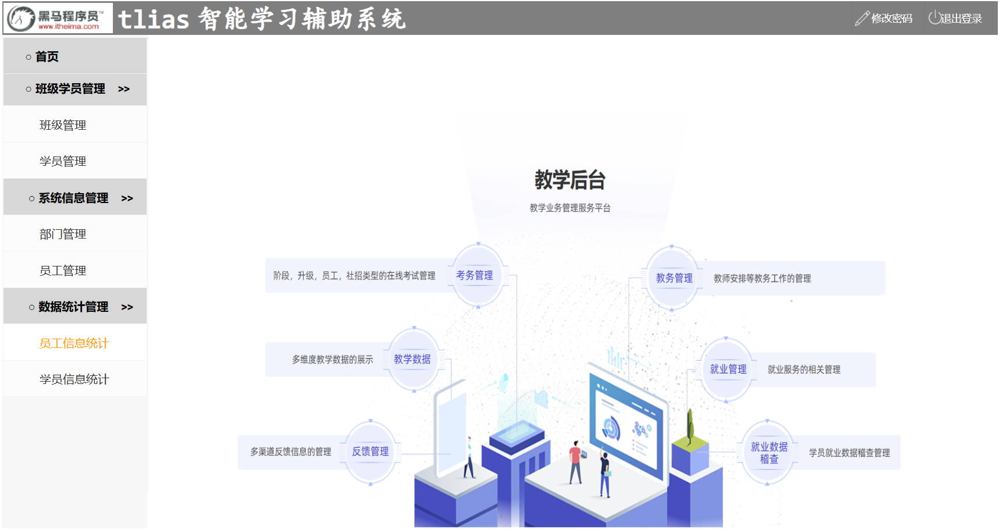 黑马程序员™
www.itheima.com
tlias 智能学习辅助系统
修改密码
退出登录
首页
班级学员管理 >>
班级管理
学员管理
系统信息管理 >>
部门管理
员工管理
数据统计管理 >>
员工信息统计
学员信息统计
教学后台
教学业务管理服务平台
阶段，升级，员工，社招类型的在线考试管理
考务管理
教务管理
教师安排等教务工作的管理
多维度教学数据的展示
教学数据
就业管理
就业服务的相关管理
多渠道反馈信息的管理
反馈管理
就业数据
稽查
学员就业数据稽查管理